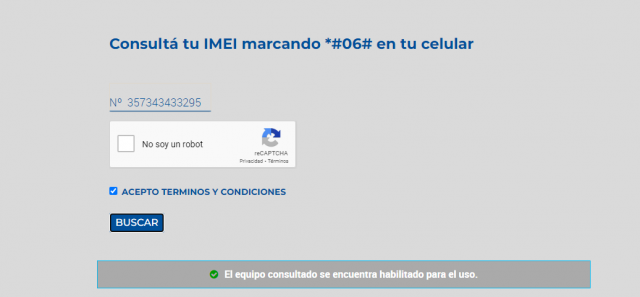 Consultá tu IMEI marcando *#06# en tu celular
Nº 357343433295
No soy un robot
reCAPTCHA
Privacidad - Términos
ACEPTO TERMINOS Y CONDICIONES
BUSCAR
El equipo consultado se encuentra habilitado para el uso.